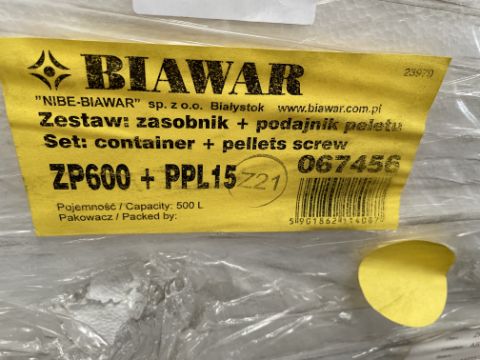 BIAWAR
23970
"NIBE-BIAWAR" sp. z o.o. Białystok www.biawar.com.pl
Zestaw: zasobnik + podajnik peletu
Set: container + pellets screw
ZP600 + PPL15 Z21 067456
Pojemność / Capacity: 500 L
Pakowacz / Packed by: